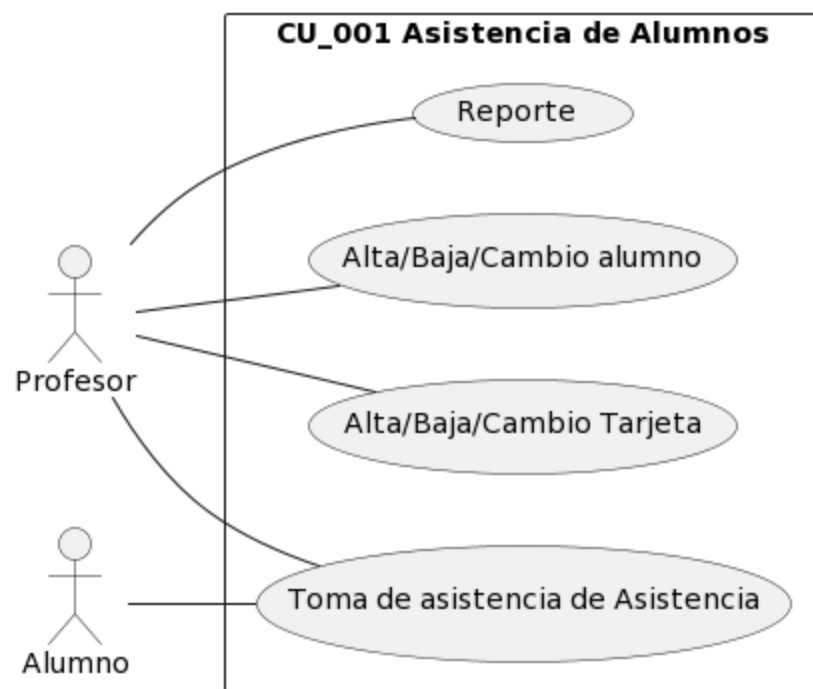 CU_001 Asistencia de Alumnos
Reporte
Alta/Baja/Cambio alumno
Profesor
Alta/Baja/Cambio Tarjeta
Toma de asistencia de Asistencia
Alumno